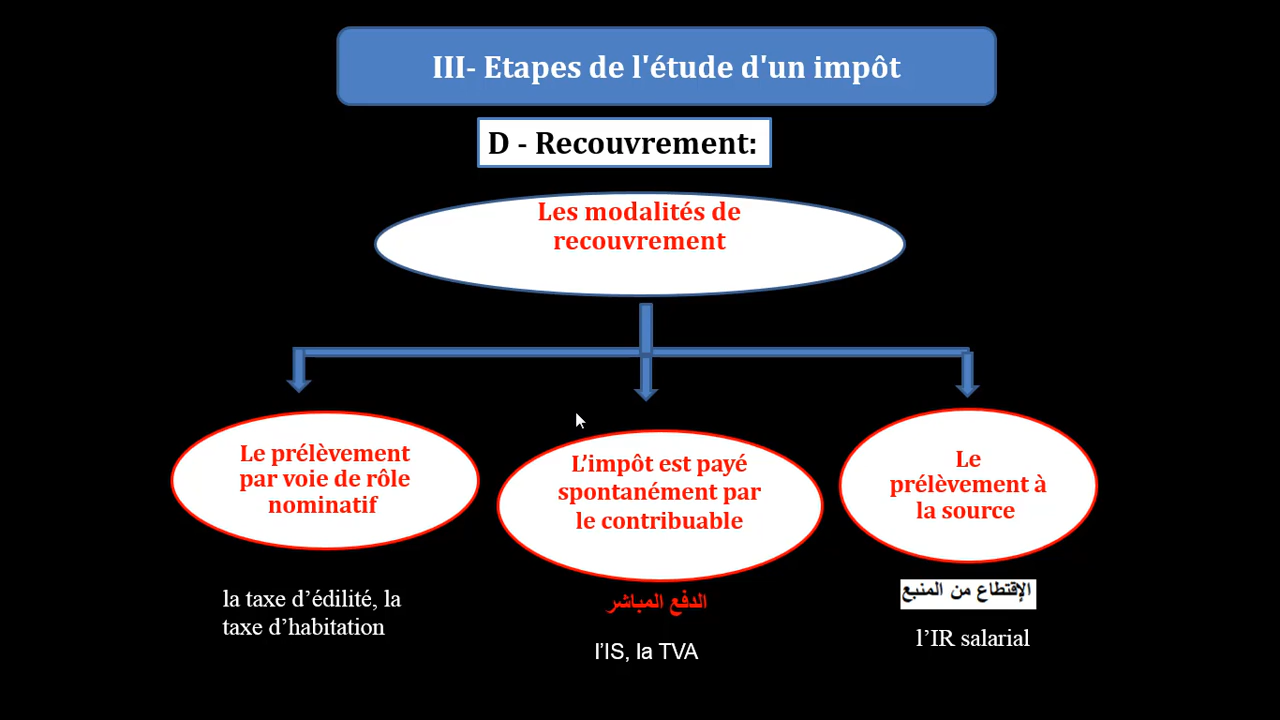 III- Etapes de l'étude d'un impôt
D - Recouvrement:
Les modalités de
recouvrement
Le prélèvement
par voie de rôle
nominatif
la taxe d’édilité, la
taxe d’habitation
L’impôt est payé
spontanément par
le contribuable
الدفع المباشر
l’IS, la TVA
Le
prélèvement à
la source
الإقتطاع من المنبع
l’IR salarial